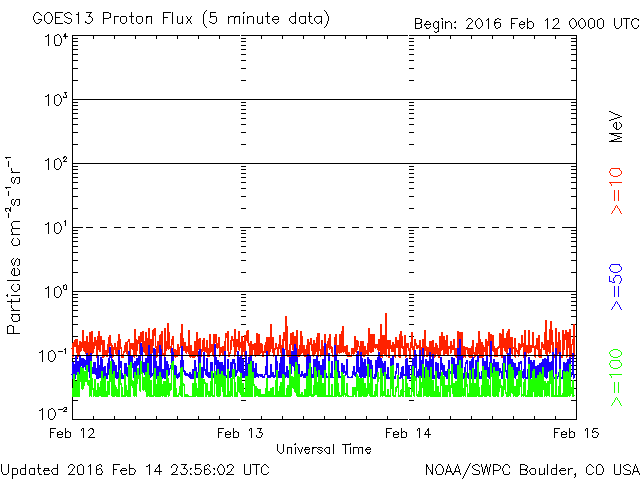 GOES13 Proton Flux (5 minute data)
Begin: 2016 Feb 12 0000 UTC
Particles cm⁻²s⁻¹sr⁻¹
10⁴
10³
10²
10¹
10⁰
10⁻¹
10⁻²
MeV
>=10
>=50
>=100
Feb 12
Feb 13
Feb 14
Feb 15
Universal Time
Updated 2016 Feb 14 23:56:02 UTC
NOAA/SWPC Boulder, CO USA